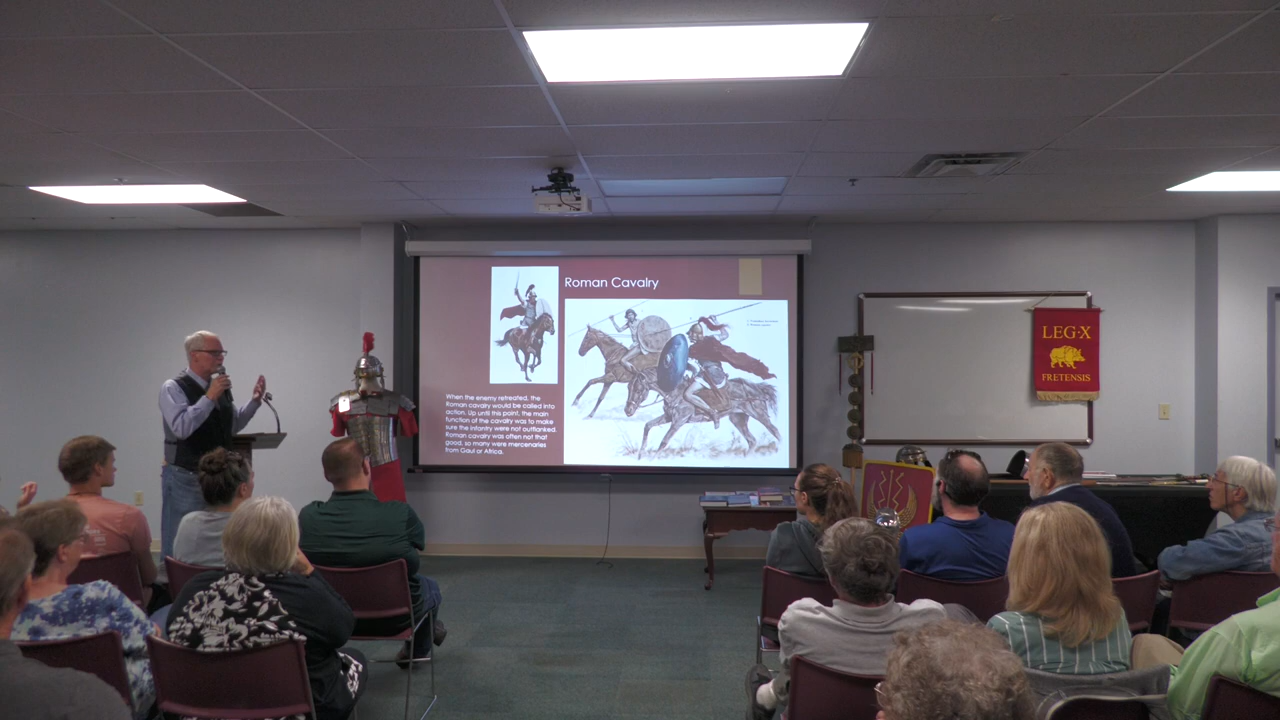 Roman Cavalry
When the enemy retreated, the
Roman cavalry would be called into
action. Up until this point, the main
function of the cavalry was to make
sure the infantry were not outflanked.
Roman cavalry was often not that
good, so many were mercenaries
from Gaul or Africa.
LEG·X
FRETENSIS